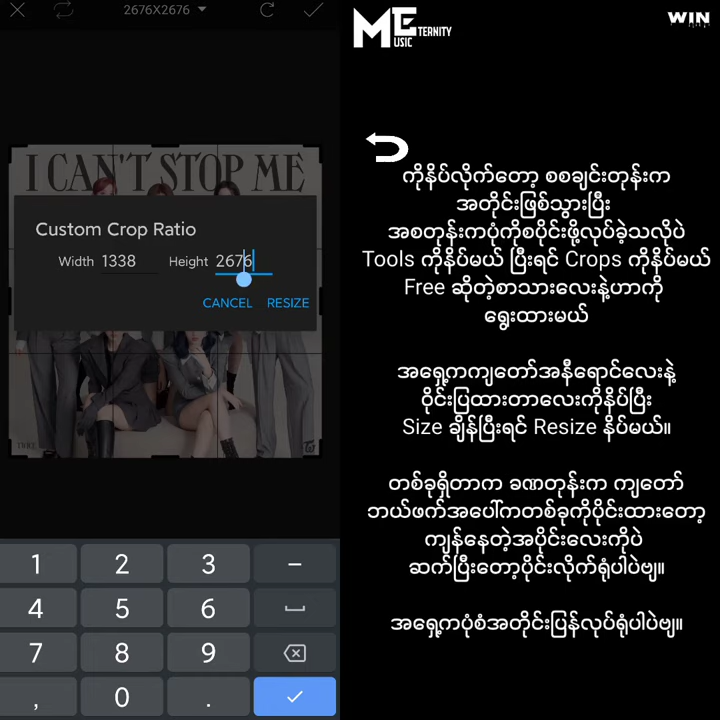 2676X2676
I CAN'T STOP ME
Custom Crop Ratio
Width 1338 Height 2676
CANCEL RESIZE
TWICE
1 2 3 –
4 5 6
7 8 9
, 0 .
MUSIC ETERNITY
WIN
ကိုနိပ်လိုက်တော့ စစချင်းတုန်းက
အတိုင်းဖြစ်သွားပြီး
အစတုန်းကပုံကိုစပိုင်းဖို့လုပ်ခဲ့သလိုပဲ
Tools ကိုနိပ်မယ် ပြီးရင် Crops ကိုနိပ်မယ်
Free ဆိုတဲ့စာသားလေးနဲ့ဟာကို
ရွေးထားမယ်
အရှေ့ကကျတော်အနီရောင်လေးနဲ့
ဝိုင်းပြထားတာလေးကိုနိပ်ပြီး
Size ချိန်ပြီးရင် Resize နိပ်မယ်။
တစ်ခုရှိတာက ခဏတုန်းက ကျတော်
ဘယ်ဖက်အပေါ်ကတစ်ခုကိုပိုင်းထားတော့
ကျန်နေတဲ့အပိုင်းလေးကိုပဲ
ဆက်ပြီးတော့ပိုင်းလိုက်ရုံပါပဲဗျ။
အရှေ့ကပုံစံအတိုင်းပြန်လုပ်ရုံပါပဲဗျ။